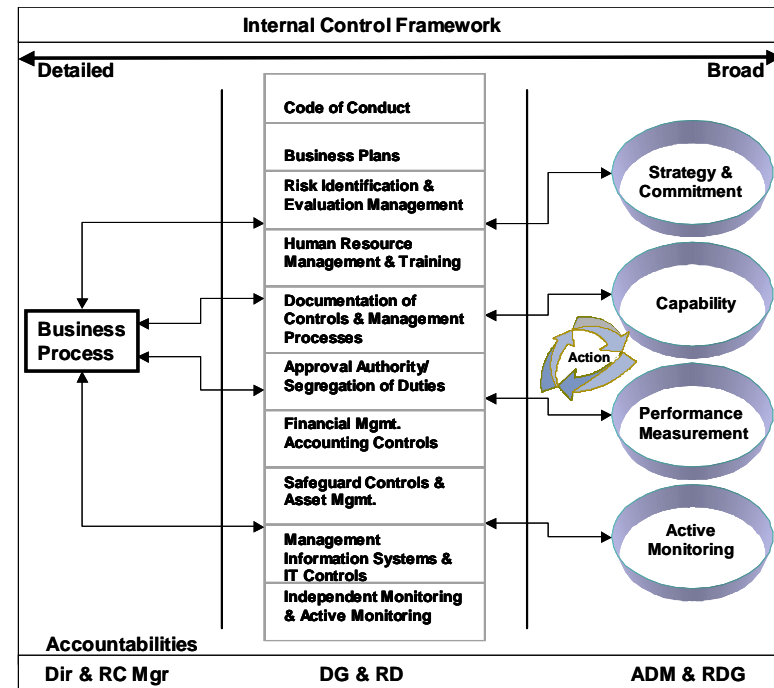 Internal Control Framework
Detailed
Broad
Code of Conduct
Business Plans
Risk Identification &
Evaluation Management
Human Resource
Management & Training
Documentation of
Controls & Management
Processes
Approval Authority/
Segregation of Duties
Financial Mgmt.
Accounting Controls
Safeguard Controls &
Asset Mgmt.
Management
Information Systems &
IT Controls
Independent Monitoring
& Active Monitoring
Business
Process
Strategy &
Commitment
Capability
Action
Performance
Measurement
Active
Monitoring
Accountabilities
Dir & RC Mgr
DG & RD
ADM & RDG